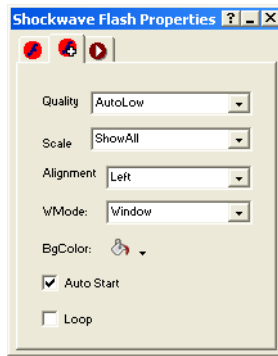 Shockwave Flash Properties
Quality AutoLow
Scale ShowAll
Alignment Left
WMode: Window
BgColor:
Auto Start
Loop